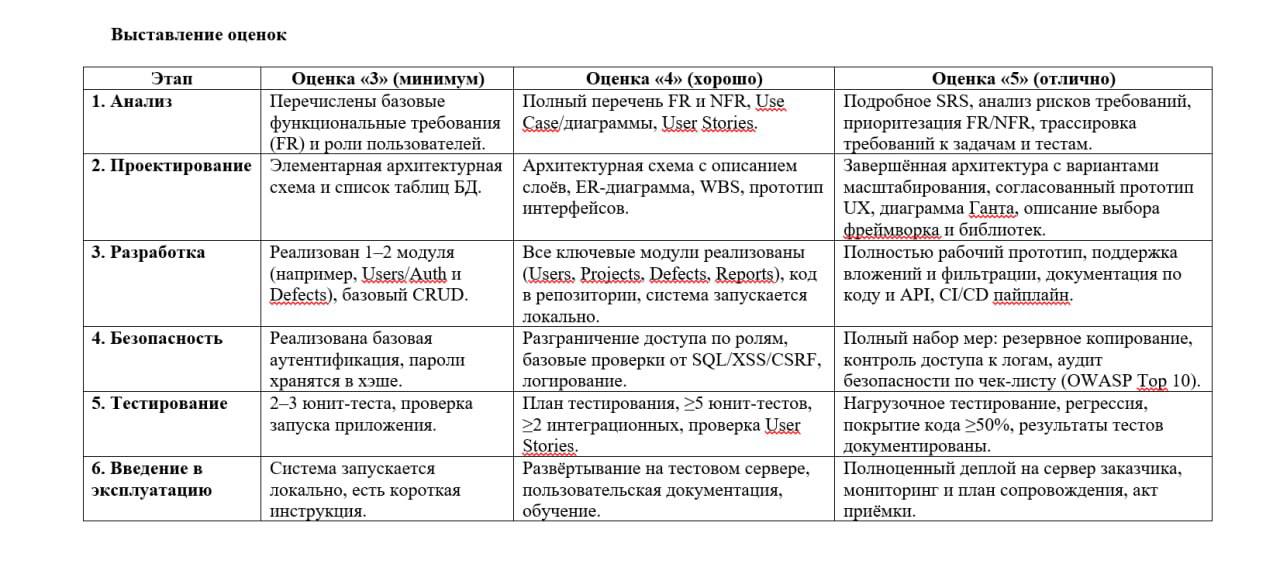 Выставление оценок
Этап
Оценка «3» (минимум)
Оценка «4» (хорошо)
Оценка «5» (отлично)
1. Анализ
Перечислены базовые
функциональные требования
(FR) и роли пользователей.
Полный перечень FR и NFR, Use
Case/диаграммы, User Stories.
Подробное SRS, анализ рисков требований,
приоритезация FR/NFR, трассировка
требований к задачам и тестам.
2. Проектирование
Элементарная архитектурная
схема и список таблиц БД.
Архитектурная схема с описанием
слоёв, ER-диаграмма, WBS, прототип
интерфейсов.
Завершённая архитектура с вариантами
масштабирования, согласованный прототип
UX, диаграмма Ганта, описание выбора
фреймворка и библиотек.
3. Разработка
Реализован 1–2 модуля
(например, Users/Auth и
Defects), базовый CRUD.
Все ключевые модули реализованы
(Users, Projects, Defects, Reports), код
в репозитории, система запускается
локально.
Полностью рабочий прототип, поддержка
вложений и фильтрации, документация по
коду и API, CI/CD пайплайн.
4. Безопасность
Реализована базовая
аутентификация, пароли
хранятся в хэше.
Разграничение доступа по ролям,
базовые проверки от SQL/XSS/CSRF,
логирование.
Полный набор мер: резервное копирование,
контроль доступа к логам, аудит
безопасности по чек-листу (OWASP Top 10).
5. Тестирование
2–3 юнит-теста, проверка
запуска приложения.
План тестирования, ≥5 юнит-тестов,
≥2 интеграционных, проверка User
Stories.
Нагрузочное тестирование, регрессия,
покрытие кода ≥50%, результаты тестов
документированы.
6. Введение в
эксплуатацию
Система запускается
локально, есть короткая
инструкция.
Развёртывание на тестовом сервере,
пользовательская документация,
обучение.
Полноценный деплой на сервер заказчика,
мониторинг и план сопровождения, акт
приёмки.